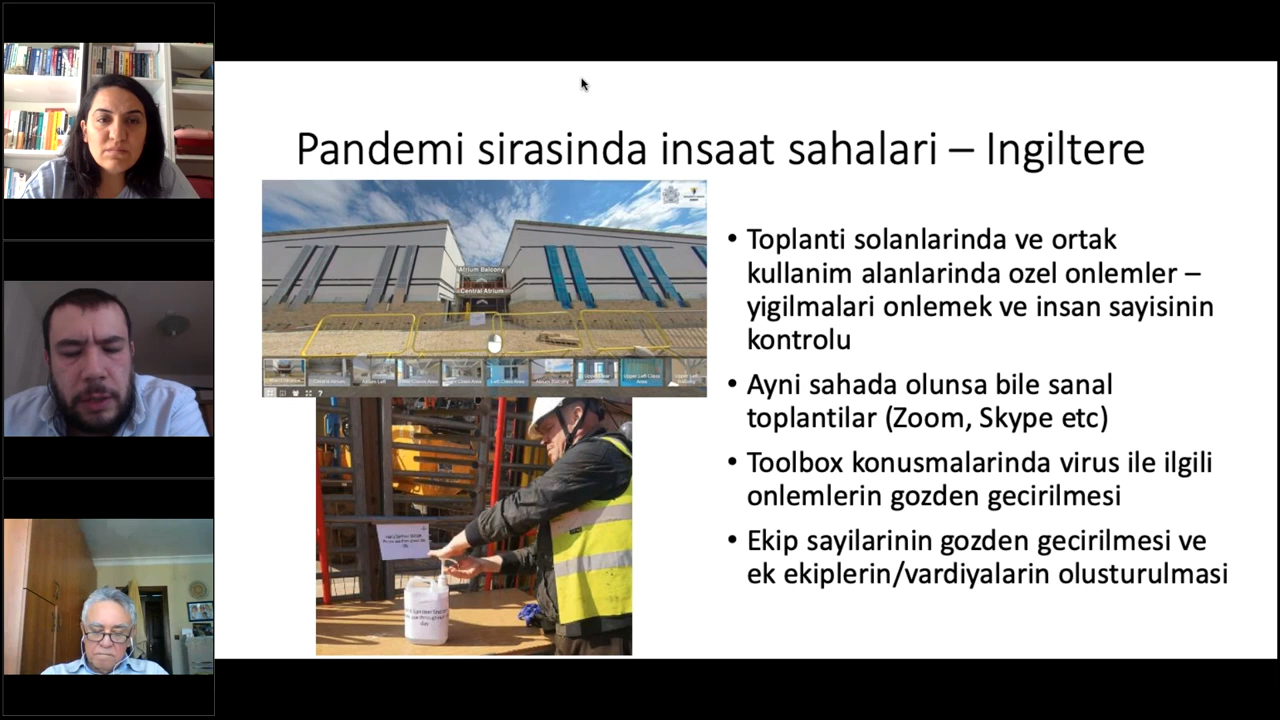 Pandemi sirasinda insaat sahalari – Ingiltere
Atrium Balcony
Central Atrium
• Toplanti solanlarinda ve ortak
kullanim alanlarinda ozel onlemler –
yigilmalari onlemek ve insan sayisinin
kontrolu
• Ayni sahada olunsa bile sanal
toplantilar (Zoom, Skype etc)
• Toolbox konusmalarinda virus ile ilgili
onlemlerin gozden gecirilmesi
• Ekip sayilarinin gozden gecirilmesi ve
ek ekiplerin/vardiyalarin olusturulmasi